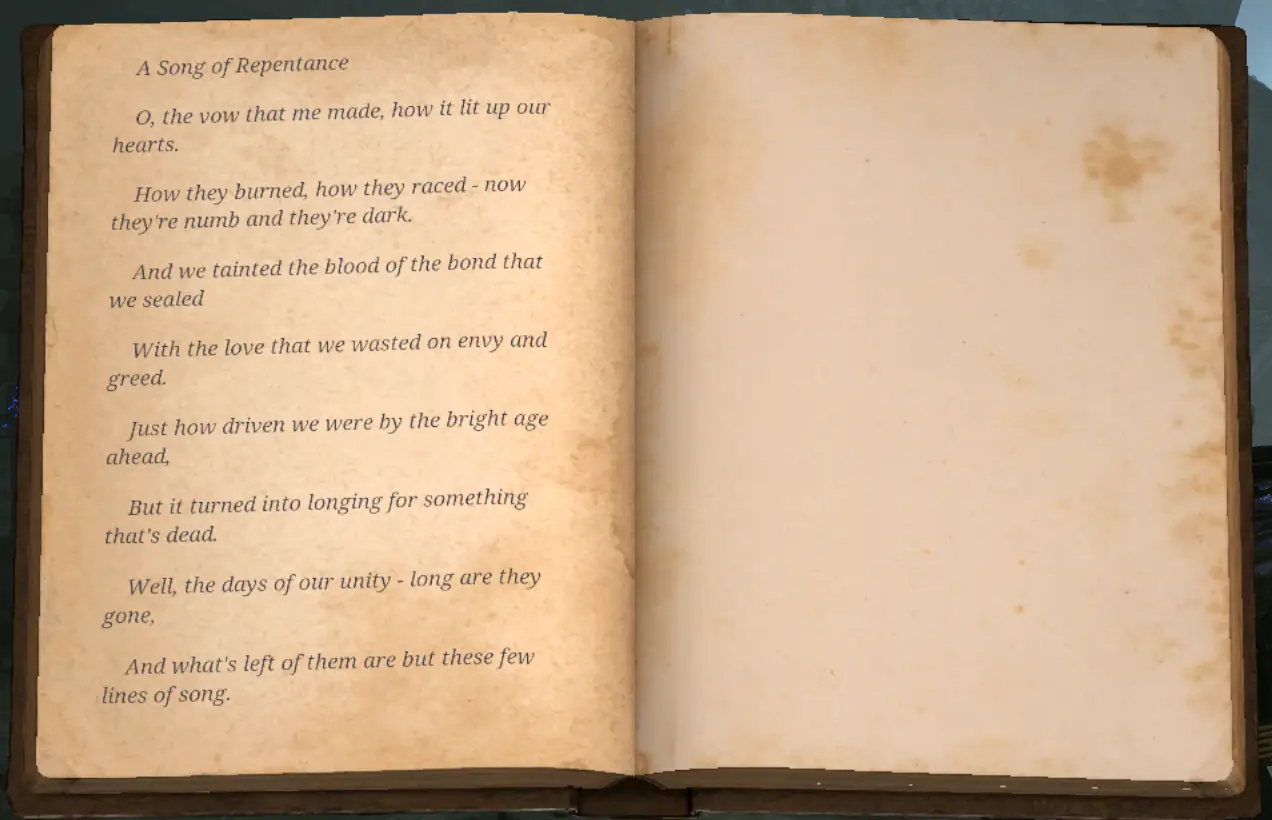 A Song of Repentance
O, the vow that me made, how it lit up our
hearts.
How they burned, how they raced - now
they're numb and they're dark.
And we tainted the blood of the bond that
we sealed
With the love that we wasted on envy and
greed.
Just how driven we were by the bright age
ahead,
But it turned into longing for something
that's dead.
Well, the days of our unity - long are they
gone,
And what's left of them are but these few
lines of song.